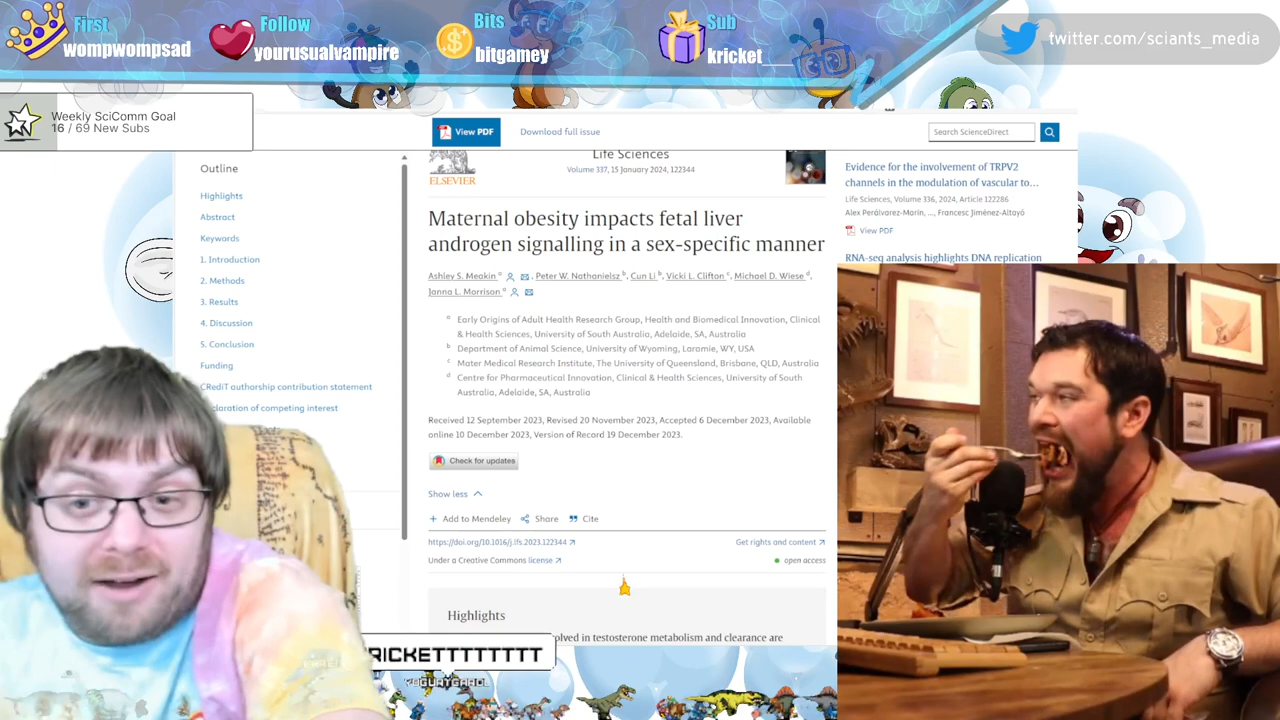 First
wompwompsad
Follow
yourusualvampire
Bits
bitgamey
Sub
kricket____
twitter.com/sciants_media
Weekly SciComm Goal
16 / 69 New Subs
View PDF
Download full issue
Search ScienceDirect
Outline
Highlights
Abstract
Keywords
1. Introduction
2. Methods
3. Results
4. Discussion
5. Conclusion
Funding
CRediT authorship contribution statement
claration of competing interest
ELSEVIER
Life Sciences
Volume 337, 15 January 2024, 122344
Maternal obesity impacts fetal liver
androgen signalling in a sex-specific manner
Ashley S. Meakin a, Peter W. Nathanielsz b, Cun Li b, Vicki L. Clifton c, Michael D. Wiese d,
Janna L. Morrison a
a Early Origins of Adult Health Research Group, Health and Biomedical Innovation, Clinical
& Health Sciences, University of South Australia, Adelaide, SA, Australia
b Department of Animal Science, University of Wyoming, Laramie, WY, USA
c Mater Medical Research Institute, The University of Queensland, Brisbane, QLD, Australia
d Centre for Pharmaceutical Innovation, Clinical & Health Sciences, University of South
Australia, Adelaide, SA, Australia
Received 12 September 2023, Revised 20 November 2023, Accepted 6 December 2023, Available
online 10 December 2023, Version of Record 19 December 2023.
Check for updates
Show less
+ Add to Mendeley Share Cite
https://doi.org/10.1016/j.lfs.2023.122344
Get rights and content
Under a Creative Commons license
open access
Highlights
olved in testosterone metabolism and clearance are
Evidence for the involvement of TRPV2
channels in the modulation of vascular to…
Life Sciences, Volume 336, 2024, Article 122286
Alex Perálvarez-Marín, …, Francesc Jiménez-Altayó
View PDF
RNA-seq analysis highlights DNA replication
RICKETTTTTTTT
YOGURTGAROL